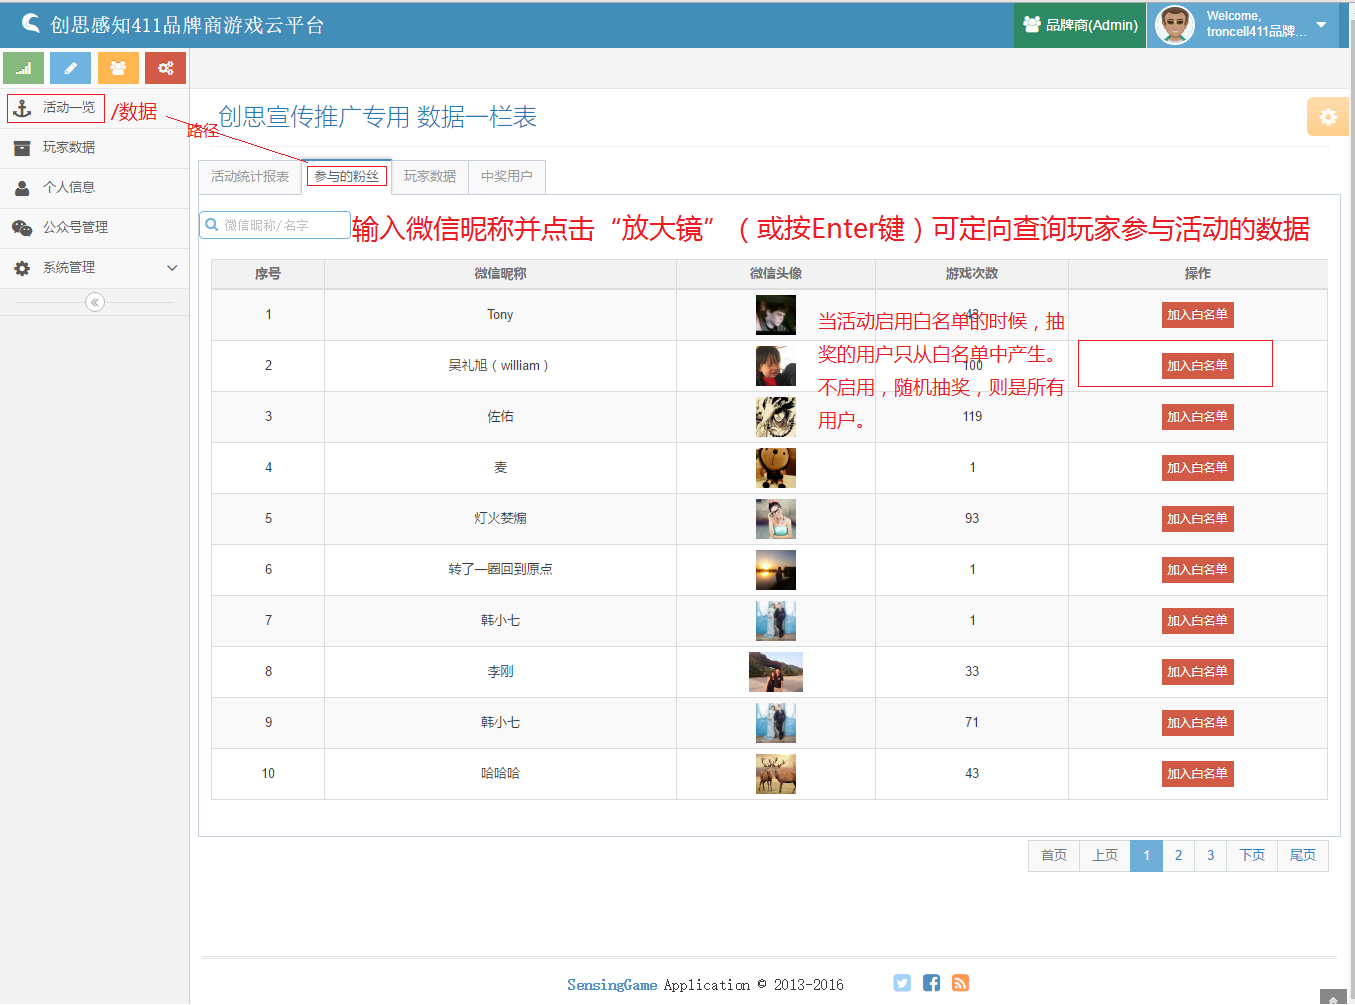 创思感知411品牌商游戏云平台
品牌商(Admin)
Welcome,
troncell411品牌...
活动一览
/数据
玩家数据
个人信息
公众号管理
系统管理
路径
创思宣传推广专用 数据一栏表
活动统计报表 参与的粉丝 玩家数据 中奖用户
微信昵称/名字
输入微信昵称并点击“放大镜”（或按Enter键）可定向查询玩家参与活动的数据
序号 微信昵称 微信头像 游戏次数 操作
1 Tony 43 加入白名单
2 吴礼旭（william） 100 加入白名单
3 佐佑 119 加入白名单
4 麦 1 加入白名单
5 灯火婪煸 93 加入白名单
6 转了一圈回到原点 1 加入白名单
7 韩小七 1 加入白名单
8 李刚 33 加入白名单
9 韩小七 71 加入白名单
10 哈哈哈 43 加入白名单
当活动启用白名单的时候，抽
奖的用户只从白名单中产生。
不启用，随机抽奖，则是所有
用户。
首页 上页 1 2 3 下页 尾页
SensingGame Application © 2013-2016